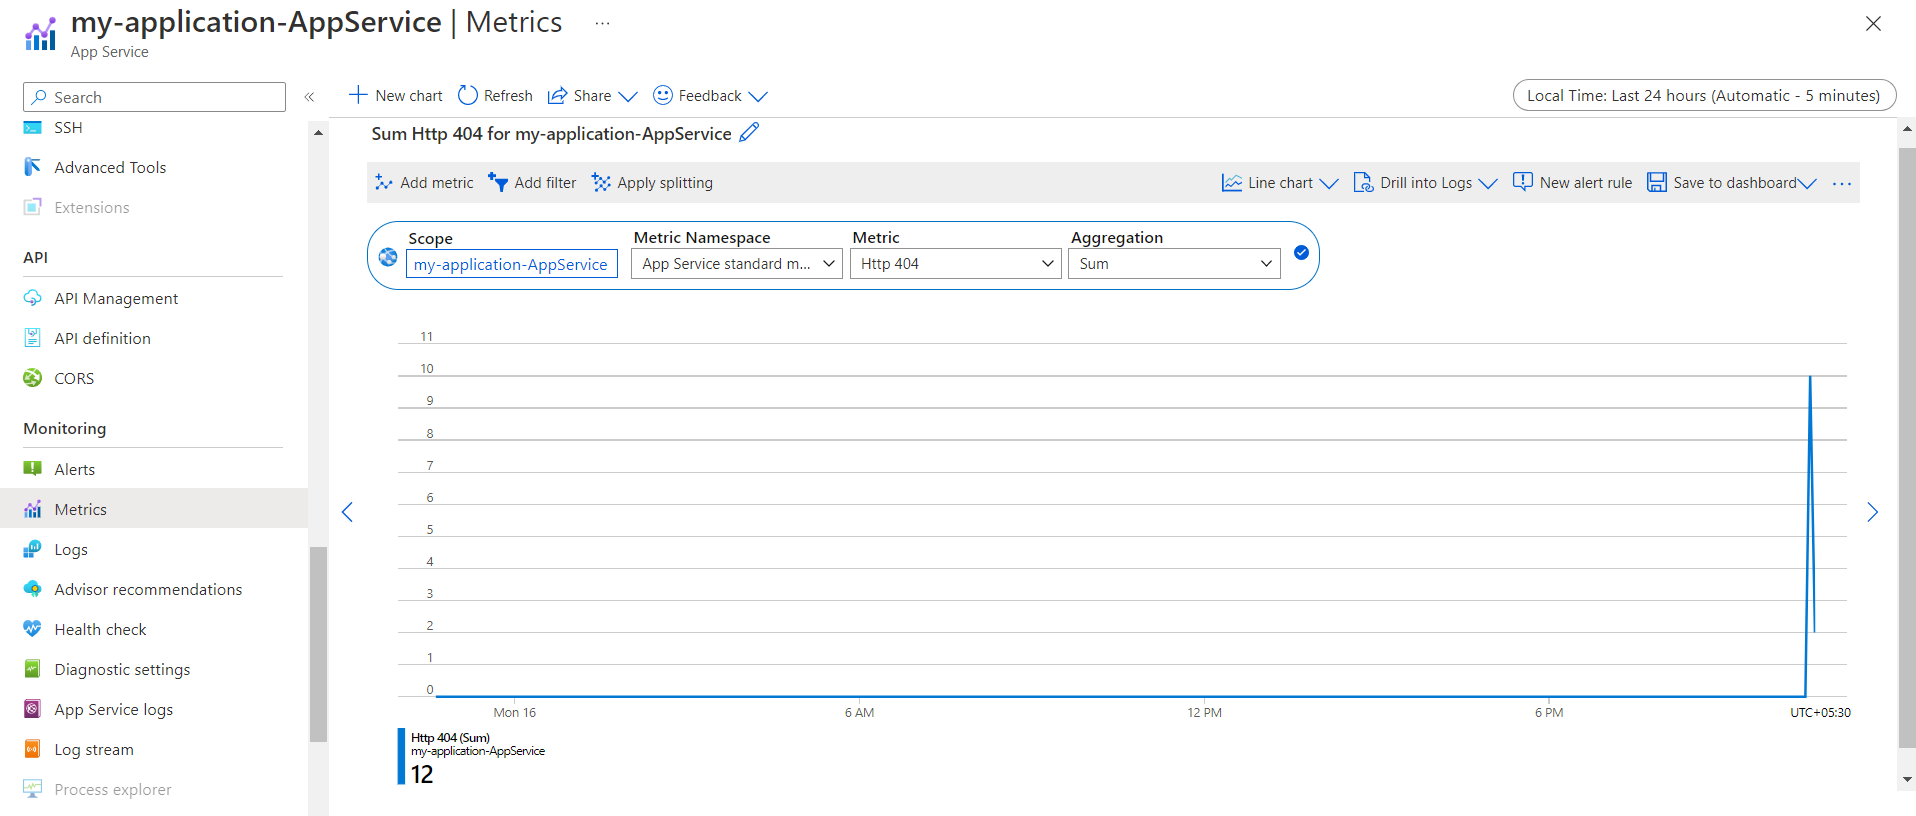 my-application-AppService | Metrics ...
App Service
Search
«
SSH
Advanced Tools
Extensions
API
API Management
API definition
CORS
Monitoring
Alerts
Metrics
Logs
Advisor recommendations
Health check
Diagnostic settings
App Service logs
Log stream
Process explorer
New chart Refresh Share Feedback
Local Time: Last 24 hours (Automatic - 5 minutes)
Sum Http 404 for my-application-AppService
Add metric Add filter Apply splitting Line chart Drill into Logs New alert rule Save to dashboard ...
Scope Metric Namespace Metric Aggregation
my-application-AppService App Service standard m... Http 404 Sum
11
10
9
8
7
6
5
4
3
2
1
0
Mon 16 6 AM 12 PM 6 PM UTC+05:30
Http 404 (Sum)
my-application-AppService
12